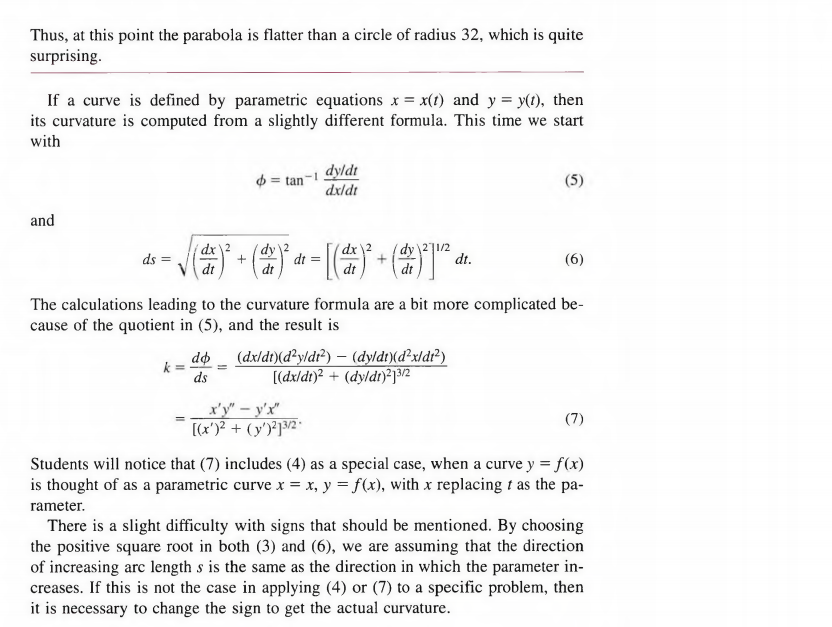 Thus, at this point the parabola is flatter than a circle of radius 32, which is quite
surprising.
If a curve is defined by parametric equations x = x(t) and y = y(t), then
its curvature is computed from a slightly different formula. This time we start
with
ϕ = tan⁻¹ (dy/dt)/(dx/dt) (5)
and
ds = √((dx/dt)² + (dy/dt)²) dt = [(dx/dt)² + (dy/dt)²]^1/2 dt. (6)
The calculations leading to the curvature formula are a bit more complicated be-
cause of the quotient in (5), and the result is
k = dϕ/ds = ((dx/dt)(d²y/dt²) − (dy/dt)(d²x/dt²))/[(dx/dt)² + (dy/dt)²]^3/2
= (x′y″ − y′x″)/[(x′)² + (y′)²]^3/2. (7)
Students will notice that (7) includes (4) as a special case, when a curve y = f(x)
is thought of as a parametric curve x = x, y = f(x), with x replacing t as the pa-
rameter.
There is a slight difficulty with signs that should be mentioned. By choosing
the positive square root in both (3) and (6), we are assuming that the direction
of increasing arc length s is the same as the direction in which the parameter in-
creases. If this is not the case in applying (4) or (7) to a specific problem, then
it is necessary to change the sign to get the actual curvature.